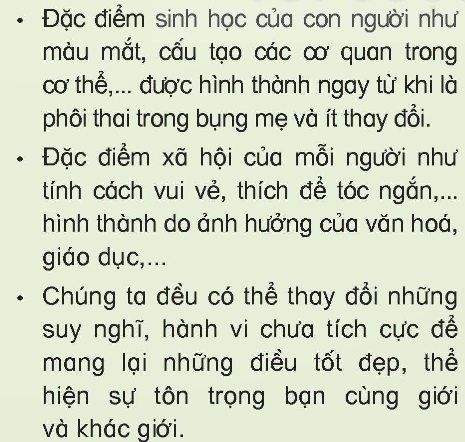 • Đặc điểm sinh học của con người như
màu mắt, cấu tạo các cơ quan trong
cơ thể,... được hình thành ngay từ khi là
phôi thai trong bụng mẹ và ít thay đổi.
• Đặc điểm xã hội của mỗi người như
tính cách vui vẻ, thích để tóc ngắn,...
hình thành do ảnh hưởng của văn hoá,
giáo dục,...
• Chúng ta đều có thể thay đổi những
suy nghĩ, hành vi chưa tích cực để
mang lại những điều tốt đẹp, thể
hiện sự tôn trọng bạn cùng giới
và khác giới.